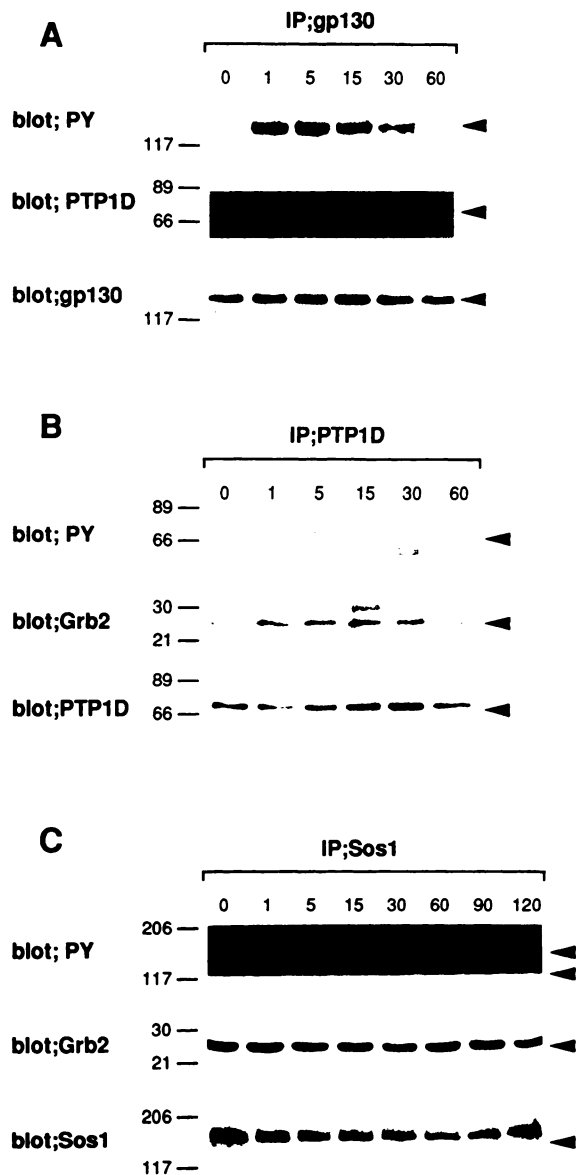 A
IP;gp130
0 1 5 15 30 60
blot; PY
117
blot; PTP1D
89
66
blot;gp130
117
B
IP;PTP1D
0 1 5 15 30 60
89
blot; PY
66
30
blot;Grb2
21
89
blot;PTP1D
66
C
IP;Sos1
0 1 5 15 30 60 90 120
206
blot; PY
117
30
blot;Grb2
21
206
blot;Sos1
117